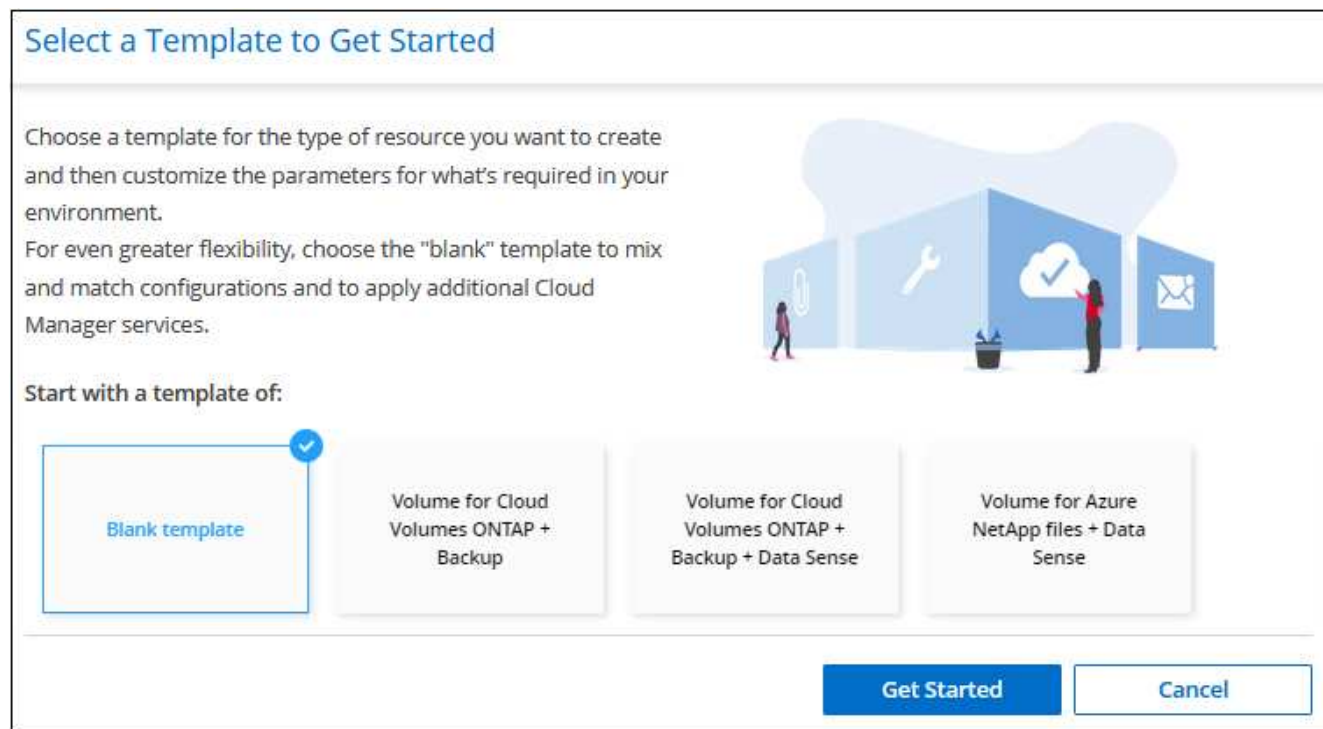 Select a Template to Get Started
Choose a template for the type of resource you want to create
and then customize the parameters for what's required in your
environment.
For even greater flexibility, choose the "blank" template to mix
and match configurations and to apply additional Cloud
Manager services.
Start with a template of:
Blank template
Volume for Cloud
Volumes ONTAP +
Backup
Volume for Cloud
Volumes ONTAP +
Backup + Data Sense
Volume for Azure
NetApp files + Data
Sense
Get Started
Cancel